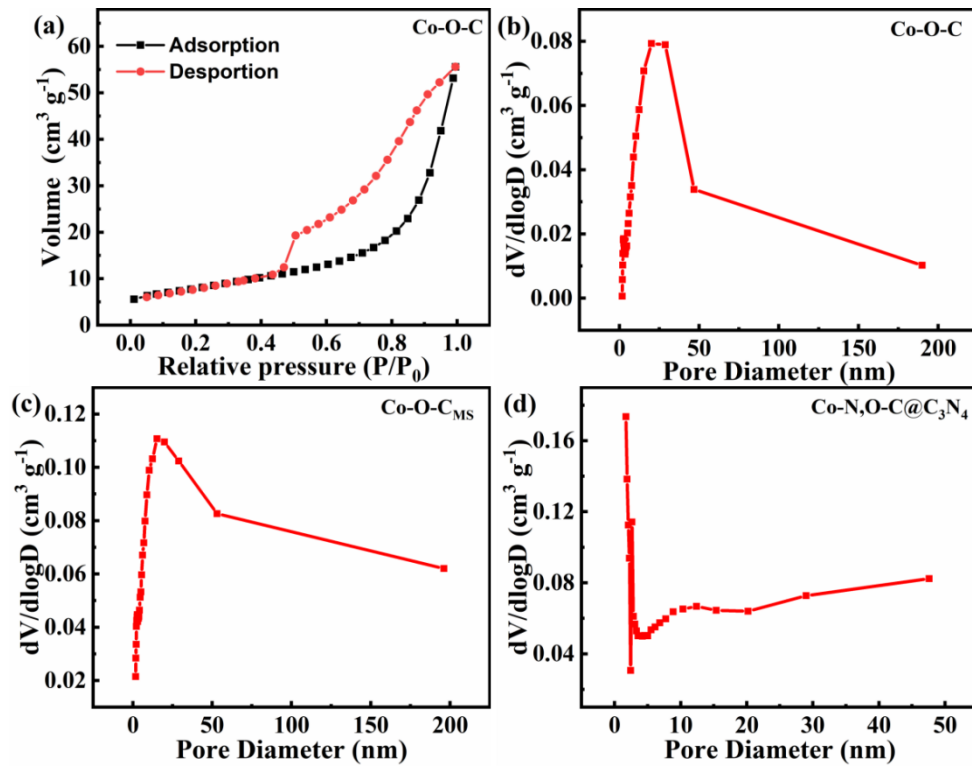 (a)
Co-O-C
Adsorption
Desportion
60
50
40
30
20
10
0
Volume (cm³ g⁻¹)
0.0 0.2 0.4 0.6 0.8 1.0
Relative pressure (P/P₀)
(b)
Co-O-C
0.08
0.06
0.04
0.02
0.00
dV/dlogD (cm³ g⁻¹)
0 50 100 150 200
Pore Diameter (nm)
(c)
Co-O-C_MS
0.12
0.10
0.08
0.06
0.04
0.02
dV/dlogD (cm³ g⁻¹)
0 50 100 150 200
Pore Diameter (nm)
(d)
Co-N,O-C@C₃N₄
0.16
0.12
0.08
0.04
dV/dlogD (cm³ g⁻¹)
0 10 20 30 40 50
Pore Diameter (nm)